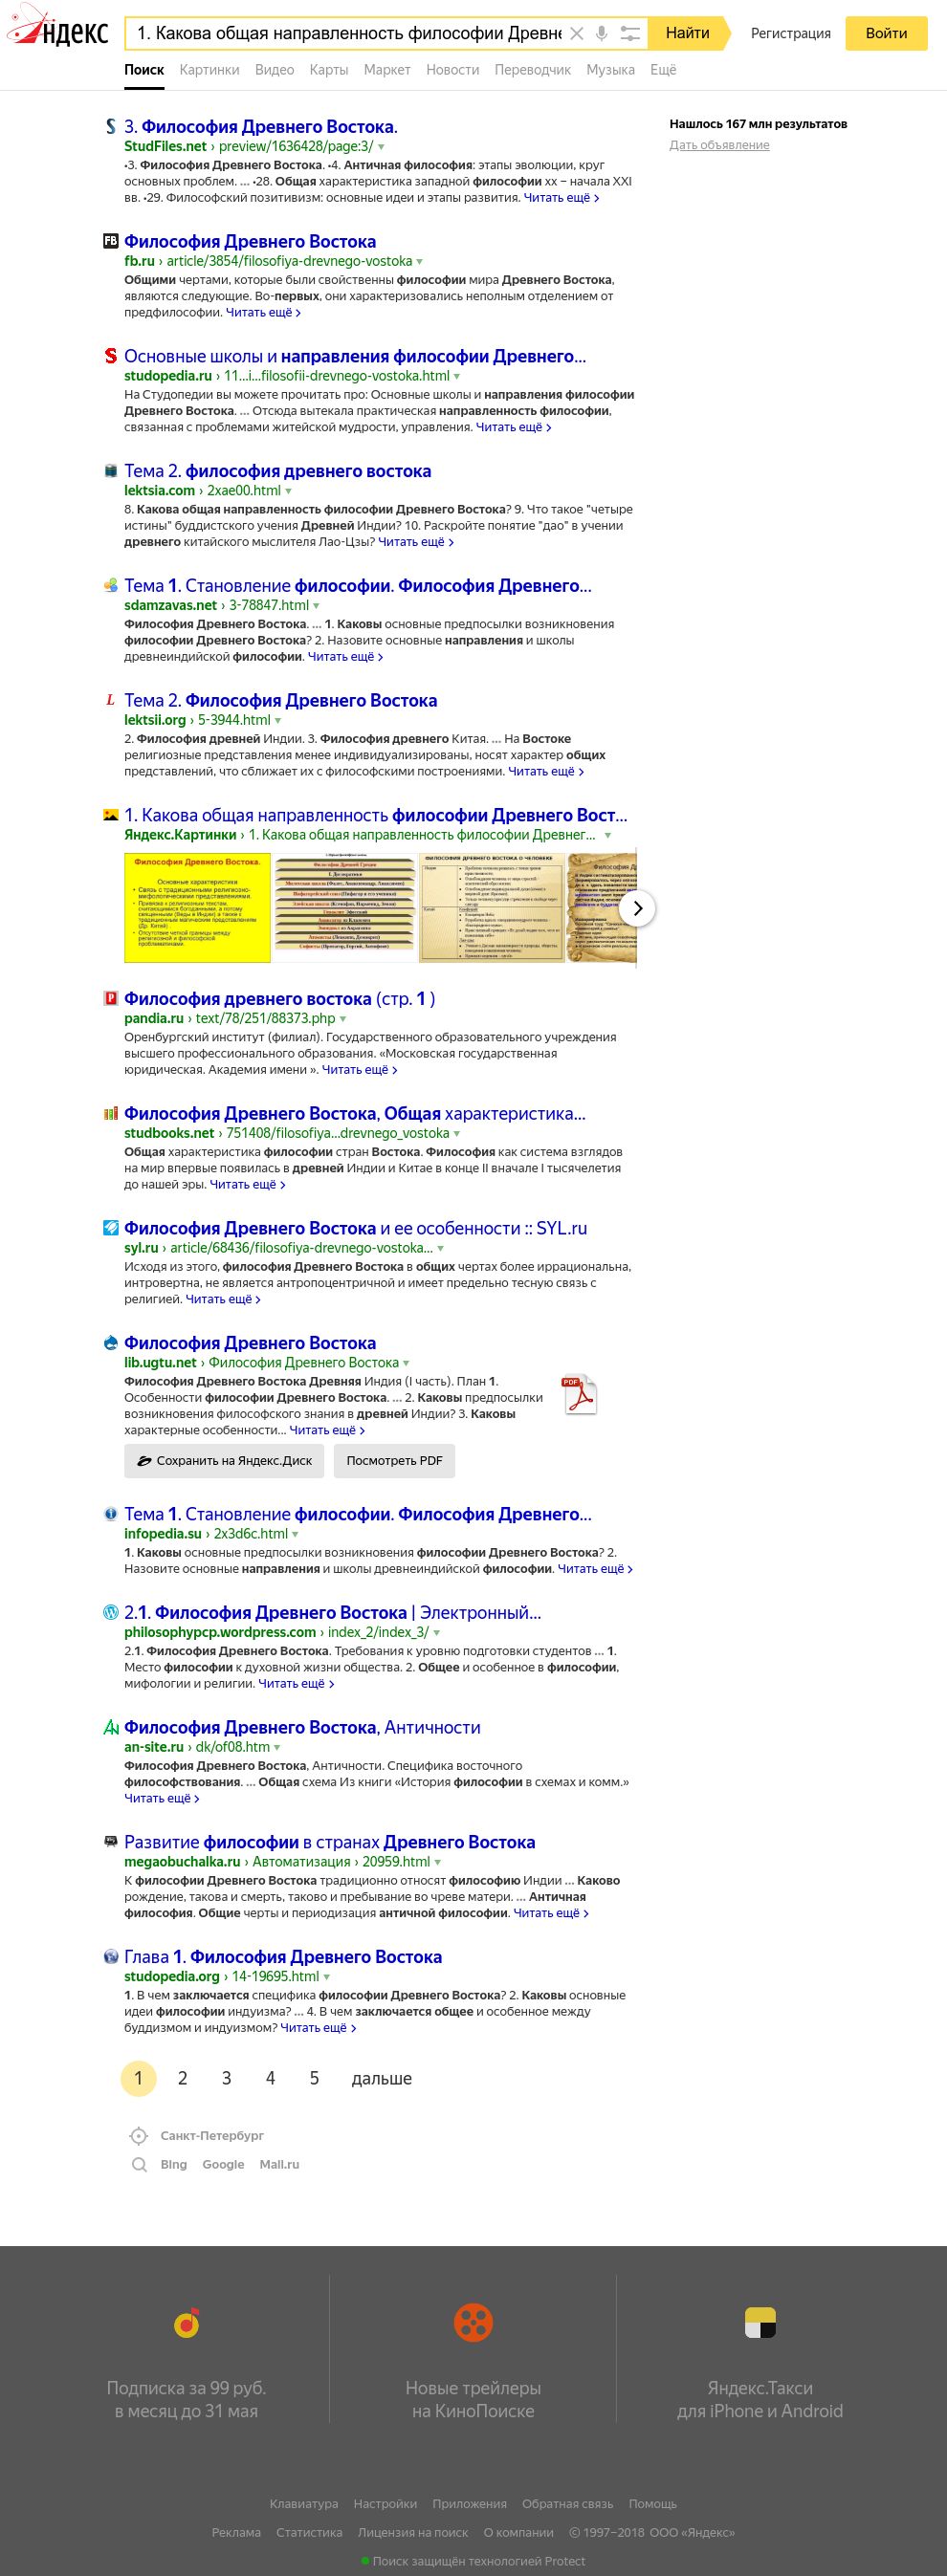 Яндекс
1. Какова общая направленность философии Древне
Найти
Регистрация
Войти
Поиск Картинки Видео Карты Маркет Новости Переводчик Музыка Ещё
Нашлось 167 млн результатов
Дать объявление
3. Философия Древнего Востока.
StudFiles.net › preview/1636428/page:3/
•3. Философия Древнего Востока. •4. Античная философия: этапы эволюции, круг
основных проблем. ... •28. Общая характеристика западной философии xx – начала XXI
вв. •29. Философский позитивизм: основные идеи и этапы развития. Читать ещё
Философия Древнего Востока
fb.ru › article/3854/filosofiya-drevnego-vostoka
Общими чертами, которые были свойственны философии мира Древнего Востока,
являются следующие. Во-первых, они характеризовались неполным отделением от
предфилософии. Читать ещё
Основные школы и направления философии Древнего...
studopedia.ru › 11...i...filosofii-drevnego-vostoka.html
На Студопедии вы можете прочитать про: Основные школы и направления философии
Древнего Востока. ... Отсюда вытекала практическая направленность философии,
связанная с проблемами житейской мудрости, управления. Читать ещё
Тема 2. философия древнего востока
lektsia.com › 2xae00.html
8. Какова общая направленность философии Древнего Востока? 9. Что такое "четыре
истины" буддистского учения Древней Индии? 10. Раскройте понятие "дао" в учении
древнего китайского мыслителя Лао-Цзы? Читать ещё
Тема 1. Становление философии. Философия Древнего...
sdamzavas.net › 3-78847.html
Философия Древнего Востока. ... 1. Каковы основные предпосылки возникновения
философии Древнего Востока? 2. Назовите основные направления и школы
древнеиндийской философии. Читать ещё
Тема 2. Философия Древнего Востока
lektsii.org › 5-3944.html
2. Философия древней Индии. 3. Философия древнего Китая. ... На Востоке
религиозные представления менее индивидуализированы, носят характер общих
представлений, что сближает их с философскими построениями. Читать ещё
1. Какова общая направленность философии Древнего Вост...
Яндекс.Картинки › 1. Какова общая направленность философии Древнег...
Философия Древнего Востока.
Основные характеристики:
Философия древнего востока (стр. 1 )
pandia.ru › text/78/251/88373.php
Оренбургский институт (филиал). Государственного образовательного учреждения
высшего профессионального образования. «Московская государственная
юридическая. Академия имени ». Читать ещё
Философия Древнего Востока, Общая характеристика...
studbooks.net › 751408/filosofiya...drevnego_vostoka
Общая характеристика философии стран Востока. Философия как система взглядов
на мир впервые появилась в древней Индии и Китае в конце II вначале I тысячелетия
до нашей эры. Читать ещё
Философия Древнего Востока и ее особенности :: SYL.ru
syl.ru › article/68436/filosofiya-drevnego-vostoka...
Исходя из этого, философия Древнего Востока в общих чертах более иррациональна,
интровертна, не является антропоцентричной и имеет предельно тесную связь с
религией. Читать ещё
Философия Древнего Востока
lib.ugtu.net › Философия Древнего Востока
Философия Древнего Востока Древняя Индия (I часть). План 1.
Особенности философии Древнего Востока. ... 2. Каковы предпосылки
возникновения философского знания в древней Индии? 3. Каковы
характерные особенности... Читать ещё
PDF
Сохранить на Яндекс.Диск
Посмотреть PDF
Тема 1. Становление философии. Философия Древнего...
infopedia.su › 2x3d6c.html
1. Каковы основные предпосылки возникновения философии Древнего Востока? 2.
Назовите основные направления и школы древнеиндийской философии. Читать ещё
2.1. Философия Древнего Востока | Электронный...
philosophypcp.wordpress.com › index_2/index_3/
2.1. Философия Древнего Востока. Требования к уровню подготовки студентов ... 1.
Место философии к духовной жизни общества. 2. Общее и особенное в философии,
мифологии и религии. Читать ещё
Философия Древнего Востока, Античности
an-site.ru › dk/of08.htm
Философия Древнего Востока, Античности. Специфика восточного
философствования. ... Общая схема Из книги «История философии в схемах и комм.»
Читать ещё
Развитие философии в странах Древнего Востока
megaobuchalka.ru › Автоматизация › 20959.html
К философии Древнего Востока традиционно относят философию Индии ... Каково
рождение, такова и смерть, таково и пребывание во чреве матери. ... Античная
философия. Общие черты и периодизация античной философии. Читать ещё
Глава 1. Философия Древнего Востока
studopedia.org › 14-19695.html
1. В чем заключается специфика философии Древнего Востока? 2. Каковы основные
идеи философии индуизма? ... 4. В чем заключается общее и особенное между
буддизмом и индуизмом? Читать ещё
1 2 3 4 5 дальше
Санкт-Петербург
Bing Google Mail.ru
Подписка за 99 руб.
в месяц до 31 мая
Новые трейлеры
на КиноПоиске
Яндекс.Такси
для iPhone и Android
Клавиатура Настройки Приложения Обратная связь Помощь
Реклама Статистика Лицензия на поиск О компании © 1997–2018 ООО «Яндекс»
Поиск защищён технологией Protect